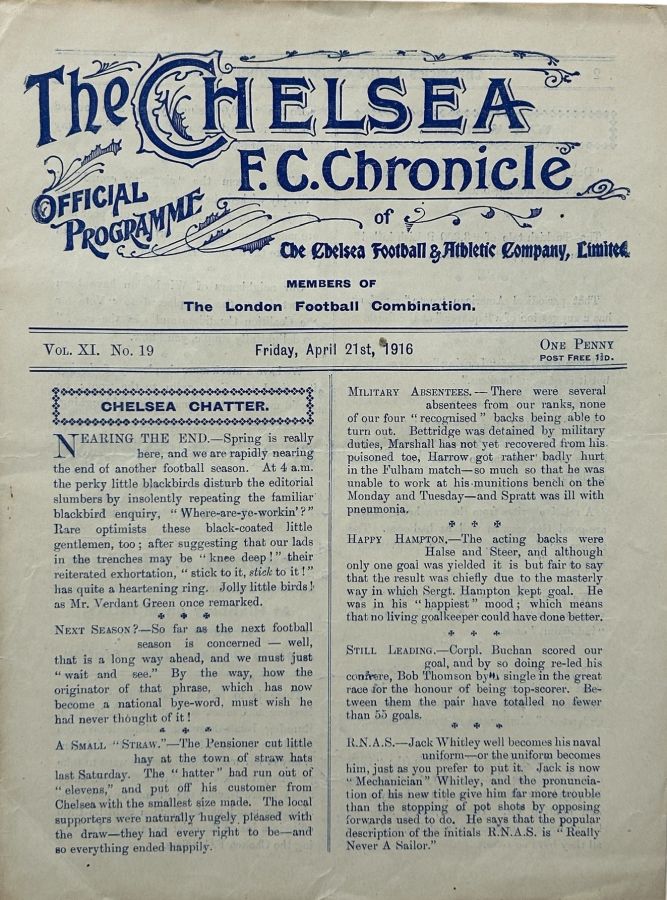 The CHELSEA
F.C. Chronicle
OFFICIAL
PROGRAMME
of
The Chelsea Football & Athletic Company, Limited.
MEMBERS OF
The London Football Combination.
VOL. XI. No. 19
Friday, April 21st, 1916
ONE PENNY
POST FREE 1½D.
CHELSEA CHATTER.
NEARING THE END.—Spring is really
here, and we are rapidly nearing
the end of another football season. At 4 a.m.
the perky little blackbirds disturb the editorial
slumbers by insolently repeating the familiar
blackbird enquiry, "Where-are-ye-workin'?"
Rare optimists these black-coated little
gentlemen, too; after suggesting that our lads
in the trenches may be "knee deep!" their
reiterated exhortation, "stick to it, stick to it!"
has quite a heartening ring. Jolly little birds!
as Mr. Verdant Green once remarked.
NEXT SEASON?—So far as the next football
season is concerned — well,
that is a long way ahead, and we must just
"wait and see." By the way, how the
originator of that phrase, which has now
become a national bye-word, must wish he
had never thought of it!
A SMALL "STRAW."—The Pensioner cut little
hay at the town of straw hats
last Saturday. The "hatter" had run out of
"elevens," and put off his customer from
Chelsea with the smallest size made. The local
supporters were naturally hugely pleased with
the draw—they had every right to be—and
so everything ended happily.
MILITARY ABSENTEES.—There were several
absentees from our ranks, none
of our four "recognised" backs being able to
turn out. Bettridge was detained by military
duties, Marshall has not yet recovered from his
poisoned toe, Harrow got rather badly hurt
in the Fulham match—so much so that he was
unable to work at his munitions bench on the
Monday and Tuesday—and Spratt was ill with
pneumonia.
HAPPY HAMPTON.—The acting backs were
Halse and Steer, and although
only one goal was yielded it is but fair to say
that the result was chiefly due to the masterly
way in which Sergt. Hampton kept goal. He
was in his "happiest" mood; which means
that no living goalkeeper could have done better.
STILL LEADING.—Corpl. Buchan scored our
goal, and by so doing re-led his
confrere, Bob Thomson by a single in the great
race for the honour of being top-scorer. Be-
tween them the pair have totalled no fewer
than 55 goals.
R.N.A.S.—Jack Whitley well becomes his naval
uniform—or the uniform becomes
him, just as you prefer to put it. Jack is now
"Mechanician" Whitley, and the pronuncia-
tion of his new title give him far more trouble
than the stopping of pot shots by opposing
forwards used to do. He says that the popular
description of the initials R.N.A.S. is "Really
Never A Sailor."